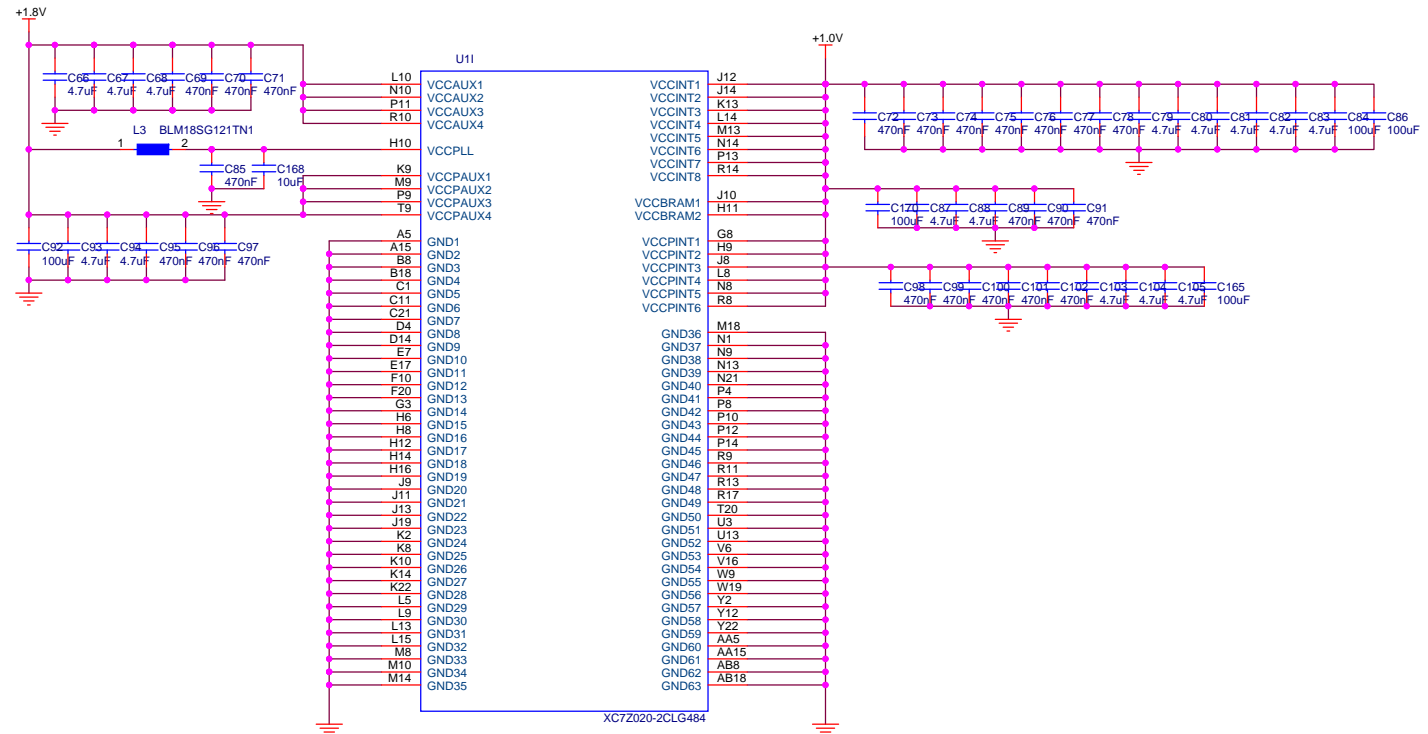 +1.8V
C66 C67 C68 C69 C70 C71
4.7uF 4.7uF 4.7uF 470nF 470nF 470nF
L3 BLM18SG121TN1
1 2
C85 C168
470nF 10uF
C92 C93 C94 C95 C96 C97
100uF 4.7uF 4.7uF 470nF 470nF 470nF
U1I
L10 VCCAUX1
N10 VCCAUX2
P11 VCCAUX3
R10 VCCAUX4
H10 VCCPLL
K9 VCCPAUX1
M9 VCCPAUX2
P9 VCCPAUX3
T9 VCCPAUX4
A5 GND1
A15 GND2
B8 GND3
B18 GND4
C1 GND5
C11 GND6
C21 GND7
D4 GND8
D14 GND9
E7 GND10
E17 GND11
F10 GND12
F20 GND13
G3 GND14
H6 GND15
H8 GND16
H12 GND17
H14 GND18
H16 GND19
J9 GND20
J11 GND21
J13 GND22
J19 GND23
K2 GND24
K8 GND25
K10 GND26
K14 GND27
K22 GND28
L5 GND29
L9 GND30
L13 GND31
L15 GND32
M8 GND33
M10 GND34
M14 GND35
VCCINT1 J12
VCCINT2 J14
VCCINT3 K13
VCCINT4 L14
VCCINT5 M13
VCCINT6 N14
VCCINT7 P13
VCCINT8 R14
VCCBRAM1 J10
VCCBRAM2 H11
VCCPINT1 G8
VCCPINT2 H9
VCCPINT3 J8
VCCPINT4 L8
VCCPINT5 N8
VCCPINT6 R8
GND36 M18
GND37 N1
GND38 N9
GND39 N13
GND40 N21
GND41 P4
GND42 P8
GND43 P10
GND44 P12
GND45 P14
GND46 R9
GND47 R11
GND48 R13
GND49 R17
GND50 T20
GND51 U3
GND52 U13
GND53 V6
GND54 V16
GND55 W9
GND56 W19
GND57 Y2
GND58 Y12
GND59 Y22
GND60 AA5
GND61 AA15
GND62 AB8
GND63 AB18
XC7Z020-2CLG484
+1.0V
C72 C73 C74 C75 C76 C77 C78 C79 C80 C81 C82 C83 C84 C86
470nF 470nF 470nF 470nF 470nF 470nF 470nF 4.7uF 4.7uF 4.7uF 4.7uF 4.7uF 100uF 100uF
C170 C87 C88 C89 C90 C91
100uF 4.7uF 4.7uF 470nF 470nF 470nF
C98 C99 C100 C101 C102 C103 C104 C105 C165
470nF 470nF 470nF 470nF 470nF 4.7uF 4.7uF 4.7uF 100uF